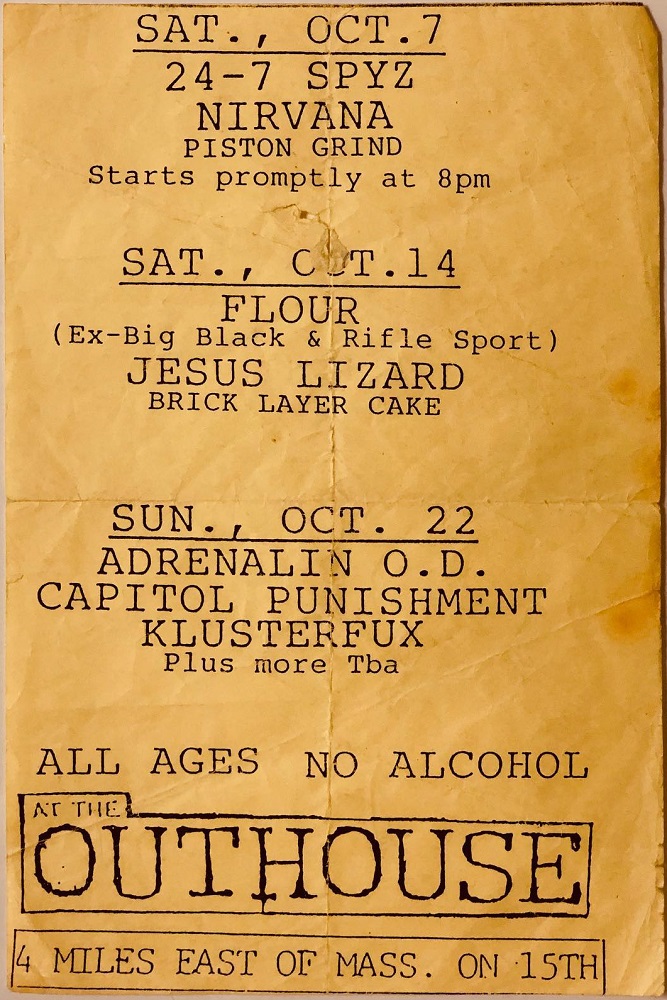 SAT., OCT.7
24-7 SPYZ
NIRVANA
PISTON GRIND
Starts promptly at 8pm
SAT., OCT.14
FLOUR
(Ex-Big Black & Rifle Sport)
JESUS LIZARD
BRICK LAYER CAKE
SUN., OCT. 22
ADRENALIN O.D.
CAPITOL PUNISHMENT
KLUSTERFUX
Plus more Tba
ALL AGES NO ALCOHOL
AT THE
OUTHOUSE
4 MILES EAST OF MASS. ON 15TH